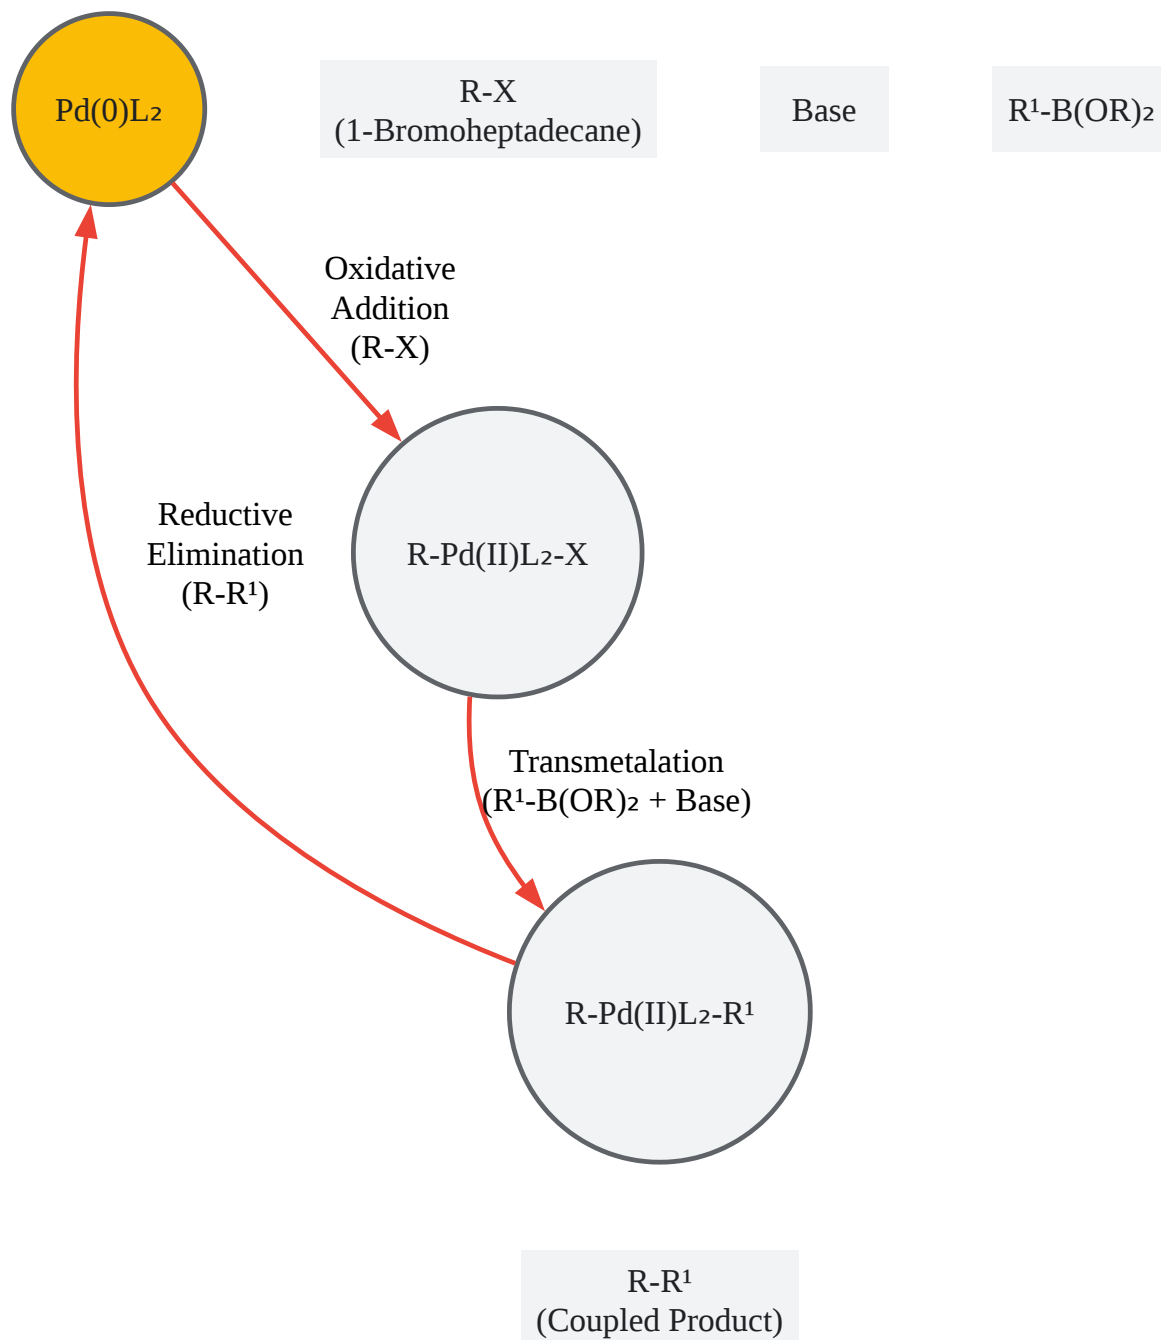 Pd(0)L₂
R-X
(1-Bromoheptadecane)
Base
R¹-B(OR)₂
Oxidative
Addition
(R-X)
Reductive
Elimination
(R-R¹)
R-Pd(II)L₂-X
Transmetalation
(R¹-B(OR)₂ + Base)
R-Pd(II)L₂-R¹
R-R¹
(Coupled Product)